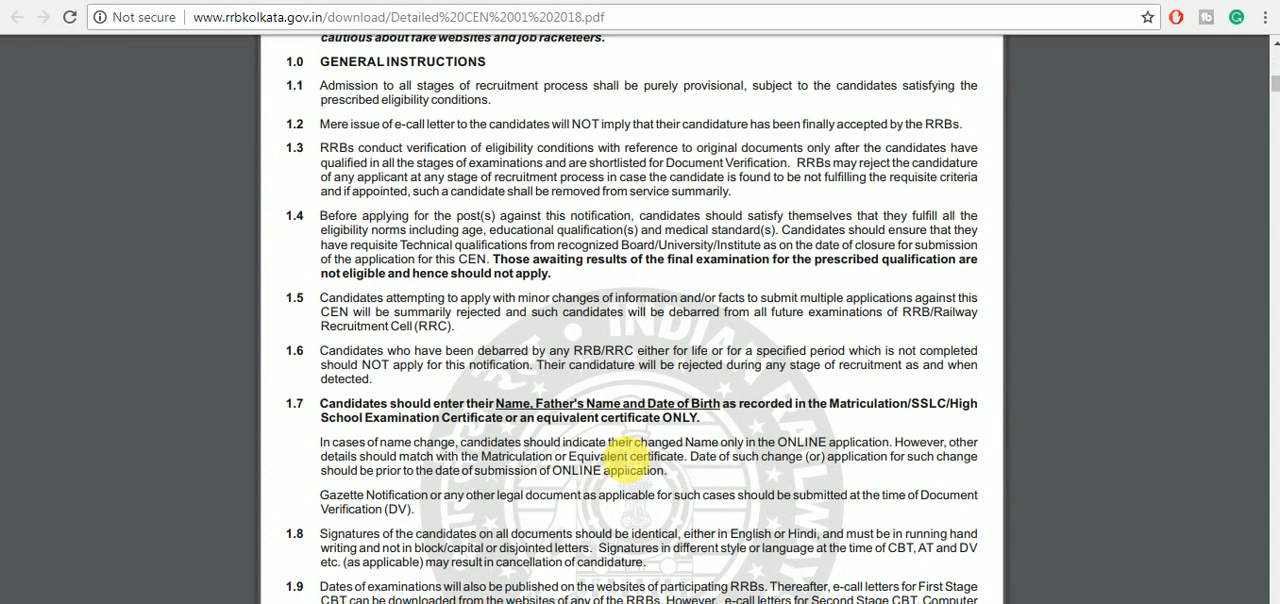 Not secure | www.rrbkolkata.gov.in/download/Detailed%20CEN%2001%202018.pdf
cautious about fake websites and job racketeers.
1.0 GENERAL INSTRUCTIONS
1.1 Admission to all stages of recruitment process shall be purely provisional, subject to the candidates satisfying the
prescribed eligibility conditions.
1.2 Mere issue of e-call letter to the candidates will NOT imply that their candidature has been finally accepted by the RRBs.
1.3 RRBs conduct verification of eligibility conditions with reference to original documents only after the candidates have
qualified in all the stages of examinations and are shortlisted for Document Verification. RRBs may reject the candidature
of any applicant at any stage of recruitment process in case the candidate is found to be not fulfilling the requisite criteria
and if appointed, such a candidate shall be removed from service summarily.
1.4 Before applying for the post(s) against this notification, candidates should satisfy themselves that they fulfill all the
eligibility norms including age, educational qualification(s) and medical standard(s). Candidates should ensure that they
have requisite Technical qualifications from recognized Board/University/Institute as on the date of closure for submission
of the application for this CEN. Those awaiting results of the final examination for the prescribed qualification are
not eligible and hence should not apply.
1.5 Candidates attempting to apply with minor changes of information and/or facts to submit multiple applications against this
CEN will be summarily rejected and such candidates will be debarred from all future examinations of RRB/Railway
Recruitment Cell (RRC).
1.6 Candidates who have been debarred by any RRB/RRC either for life or for a specified period which is not completed
should NOT apply for this notification. Their candidature will be rejected during any stage of recruitment as and when
detected.
1.7 Candidates should enter their Name, Father's Name and Date of Birth as recorded in the Matriculation/SSLC/High
School Examination Certificate or an equivalent certificate ONLY.
In cases of name change, candidates should indicate their changed Name only in the ONLINE application. However, other
details should match with the Matriculation or Equivalent certificate. Date of such change (or) application for such change
should be prior to the date of submission of ONLINE application.
Gazette Notification or any other legal document as applicable for such cases should be submitted at the time of Document
Verification (DV).
1.8 Signatures of the candidates on all documents should be identical, either in English or Hindi, and must be in running hand
writing and not in block/capital or disjointed letters. Signatures in different style or language at the time of CBT, AT and DV
etc. (as applicable) may result in cancellation of candidature.
1.9 Dates of examinations will also be published on the websites of participating RRBs. Thereafter, e-call letters for First Stage
CBT can be downloaded from the websites of any of the RRBs. However, e-call letters for Second Stage CBT, Computer
INDIAN RAILWAY